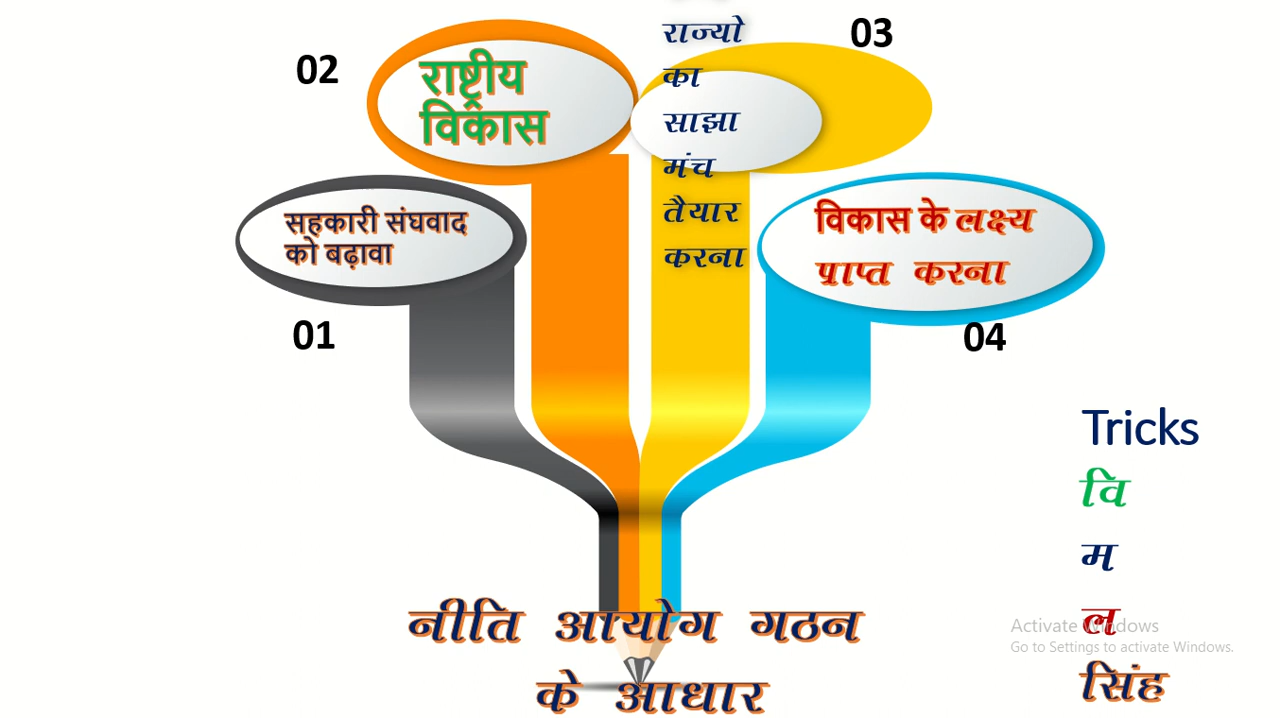 02
राष्ट्रीय
विकास
राज्यो
का
साझा
मंच
तैयार
करना
03
सहकारी संघवाद
को बढ़ावा
01
विकास के लक्ष्य
प्राप्त करना
04
Tricks
वि
म
ल
सिंह
नीति आयोग गठन
के आधार
Activate Windows
Go to Settings to activate Windows.